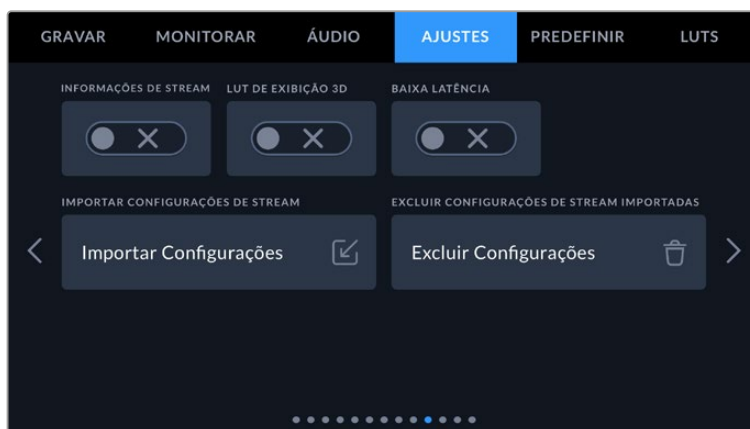 GRAVAR MONITORAR ÁUDIO AJUSTES PREDEFINIR LUTS
INFORMAÇÕES DE STREAM LUT DE EXIBIÇÃO 3D BAIXA LATÊNCIA
IMPORTAR CONFIGURAÇÕES DE STREAM EXCLUIR CONFIGURAÇÕES DE STREAM IMPORTADAS
Importar Configurações Excluir Configurações